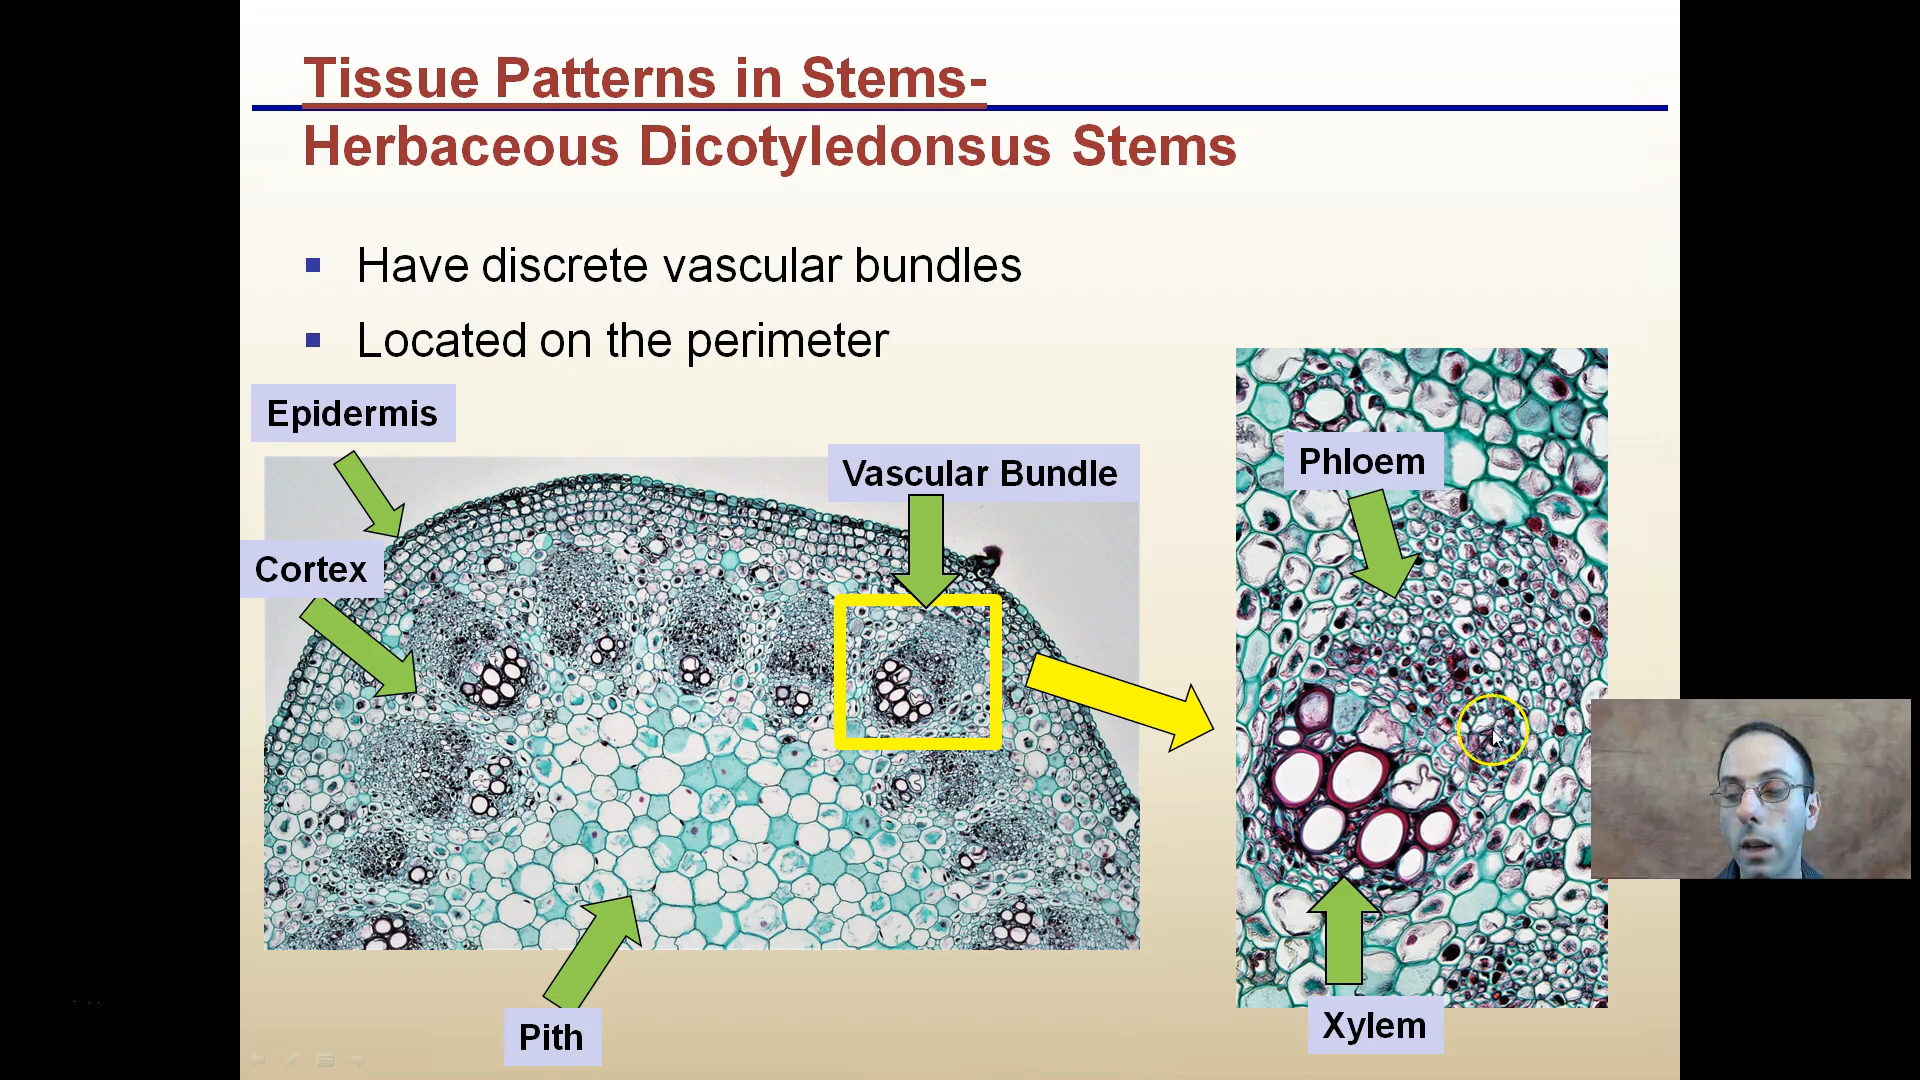 Tissue Patterns in Stems-
Herbaceous Dicotyledonsus Stems
Have discrete vascular bundles
Located on the perimeter
Epidermis
Vascular Bundle
Phloem
Cortex
Pith
Xylem